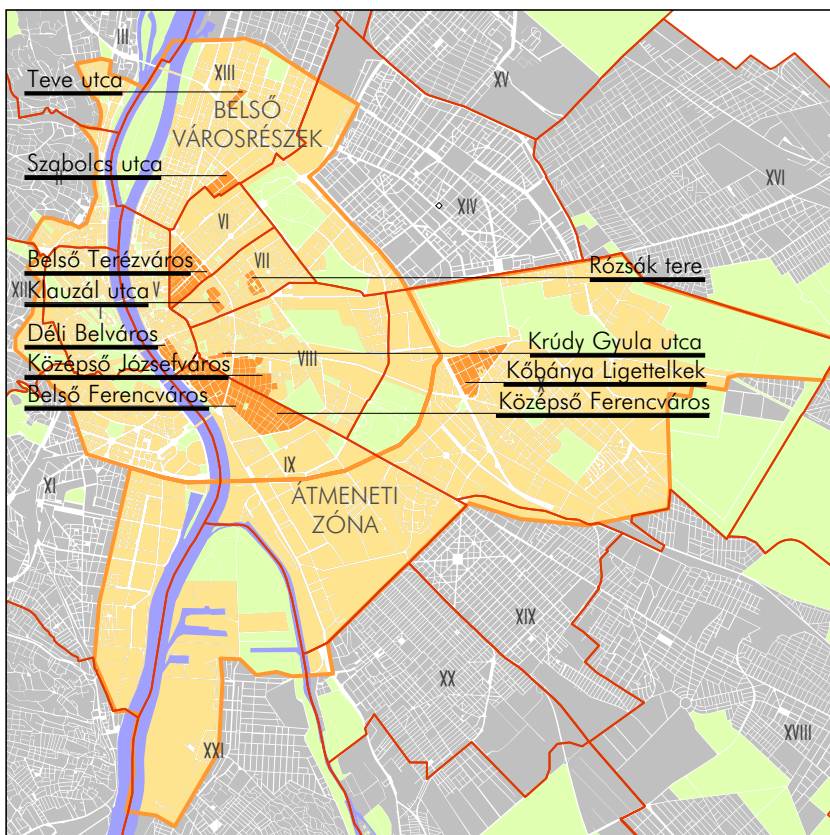 III
XIII
XV
Teve utca
BELSŐ
VÁROSRÉSZEK
Szabolcs utca
II
XVI
XIV
VI
VII
Belső Terézváros
Rózsák tere
XII
Klauzál utca
V
I
Déli Belváros
VIII
Krúdy Gyula utca
Középső Józsefváros
Kőbánya Ligettelkek
X
Belső Ferencváros
Középső Ferencváros
IX
XI
ÁTMENETI
ZÓNA
XIX
XX
XVIII
XXI